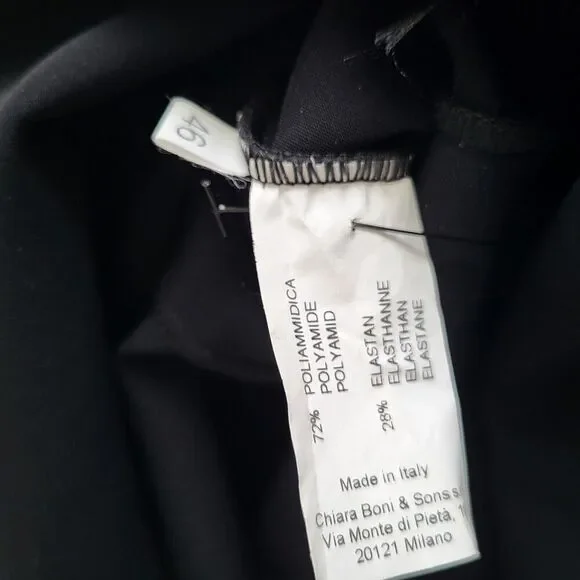 46
72% POLIAMMIDICA
POLYAMIDE
POLYAMID
28% ELASTAN
ELASTHANNE
ELASTHAN
ELASTANE
Made in Italy
Chiara Boni & Sons
Via Monte di Pietà,
20121 Milano